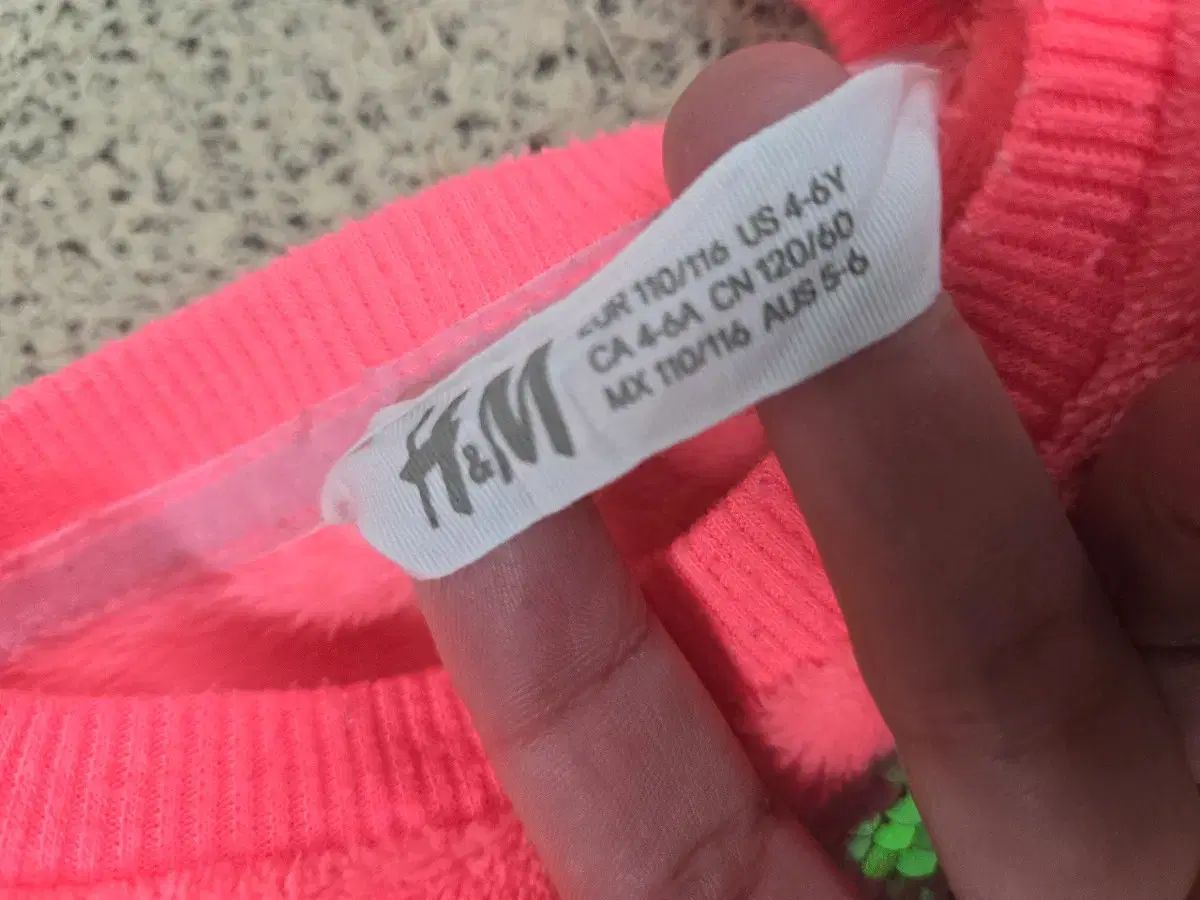 H&M
EUR 110/116 US 4-6Y
CA 4-6A CN 120/60
MX 110/116 AUS 5-6